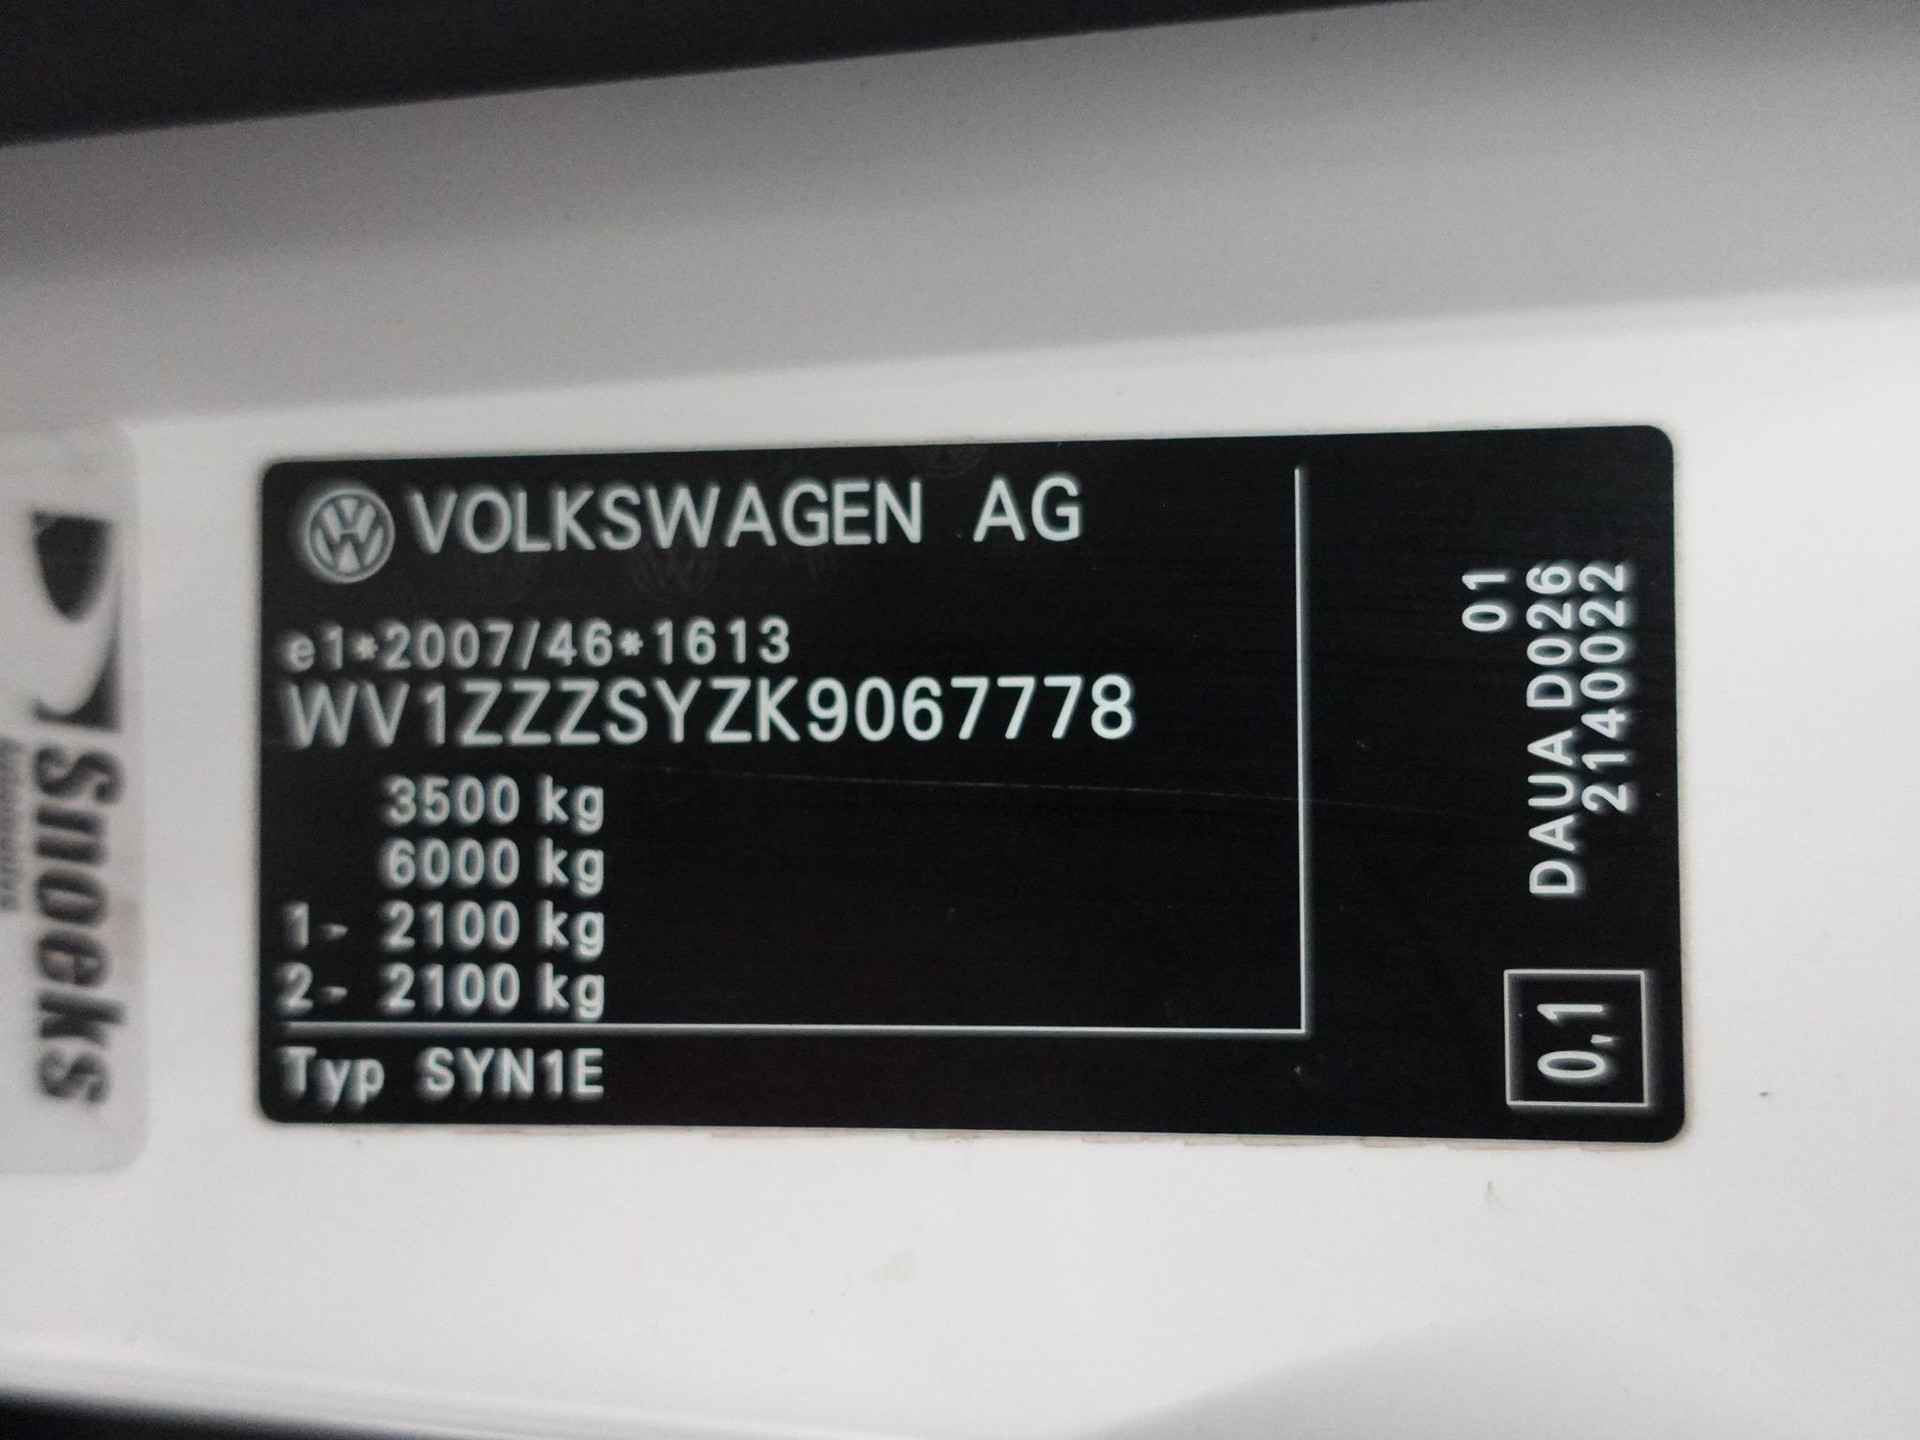 VOLKSWAGEN AG
e1*2007/46*1613
WV1ZZZSYZK9067778
3500 kg
6000 kg
1- 2100 kg
2- 2100 kg
Typ SYN1E
01
DAUA D026
21400022
0,1
Snoeks